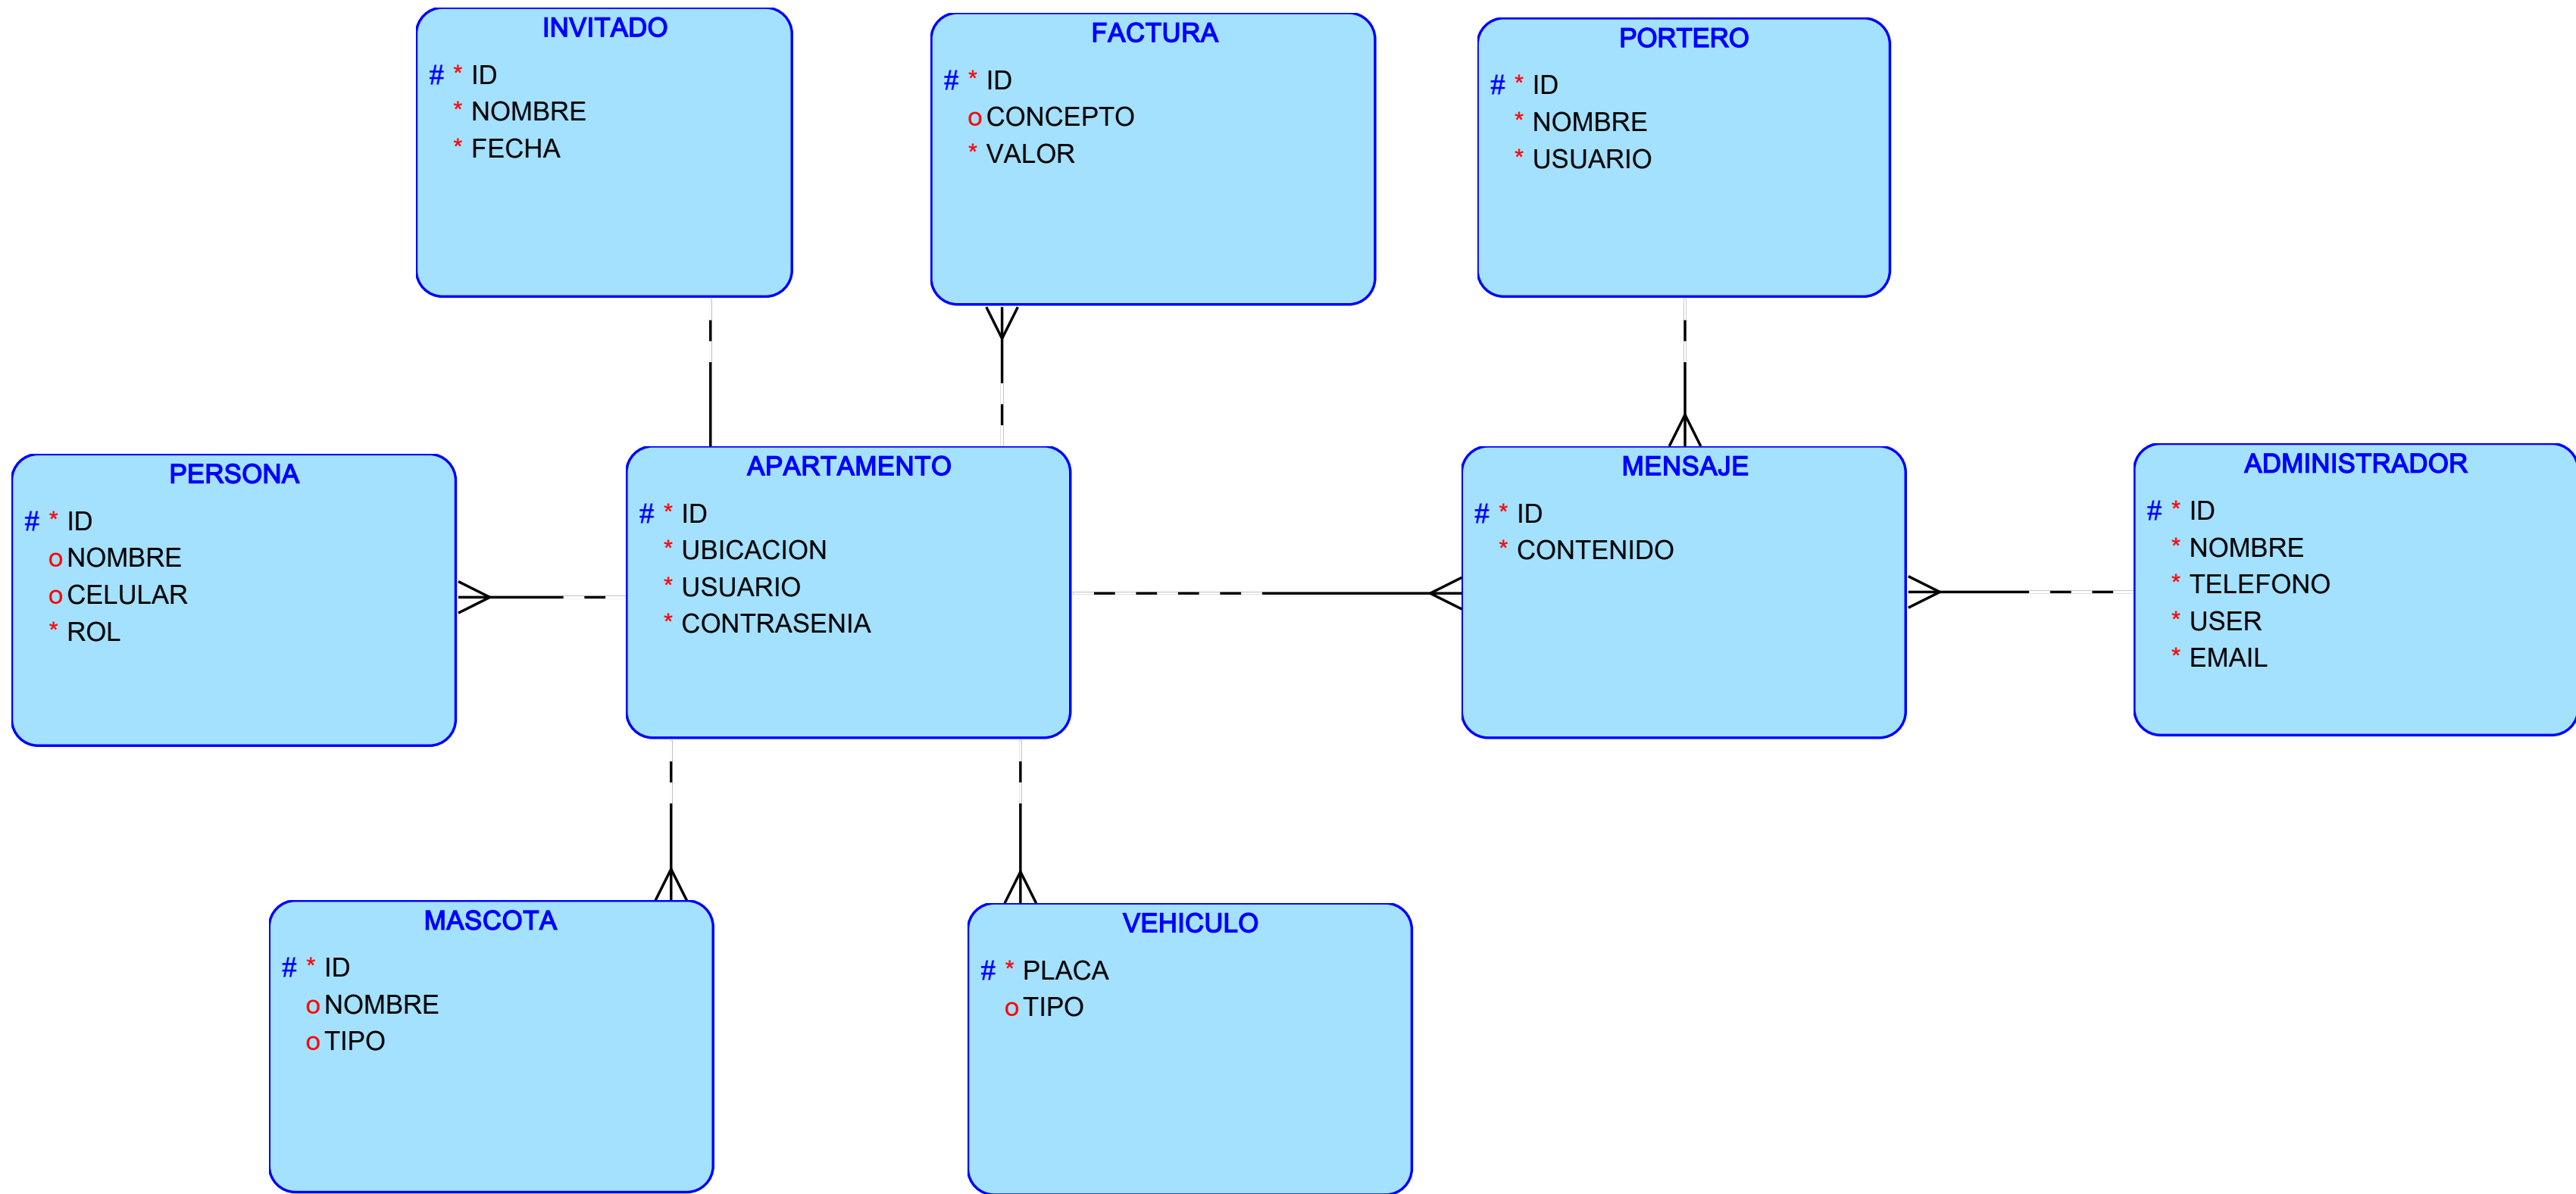 INVITADO
# * ID
* NOMBRE
* FECHA
FACTURA
# * ID
o CONCEPTO
* VALOR
PORTERO
# * ID
* NOMBRE
* USUARIO
PERSONA
# * ID
o NOMBRE
o CELULAR
* ROL
APARTAMENTO
# * ID
* UBICACION
* USUARIO
* CONTRASENIA
MENSAJE
# * ID
* CONTENIDO
ADMINISTRADOR
# * ID
* NOMBRE
* TELEFONO
* USER
* EMAIL
MASCOTA
# * ID
o NOMBRE
o TIPO
VEHICULO
# * PLACA
o TIPO